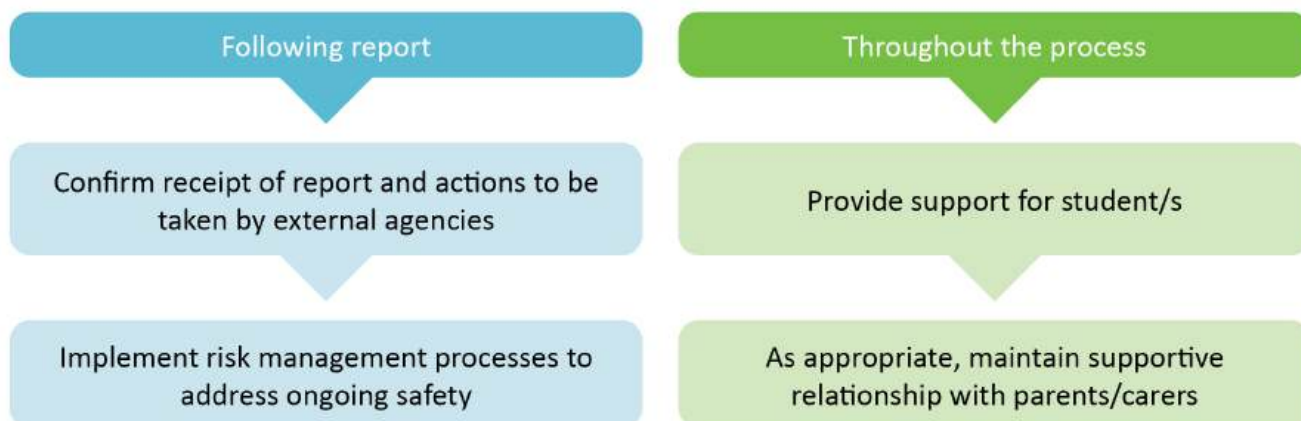 Following report
Confirm receipt of report and actions to be
taken by external agencies
Implement risk management processes to
address ongoing safety
Throughout the process
Provide support for student/s
As appropriate, maintain supportive
relationship with parents/carers